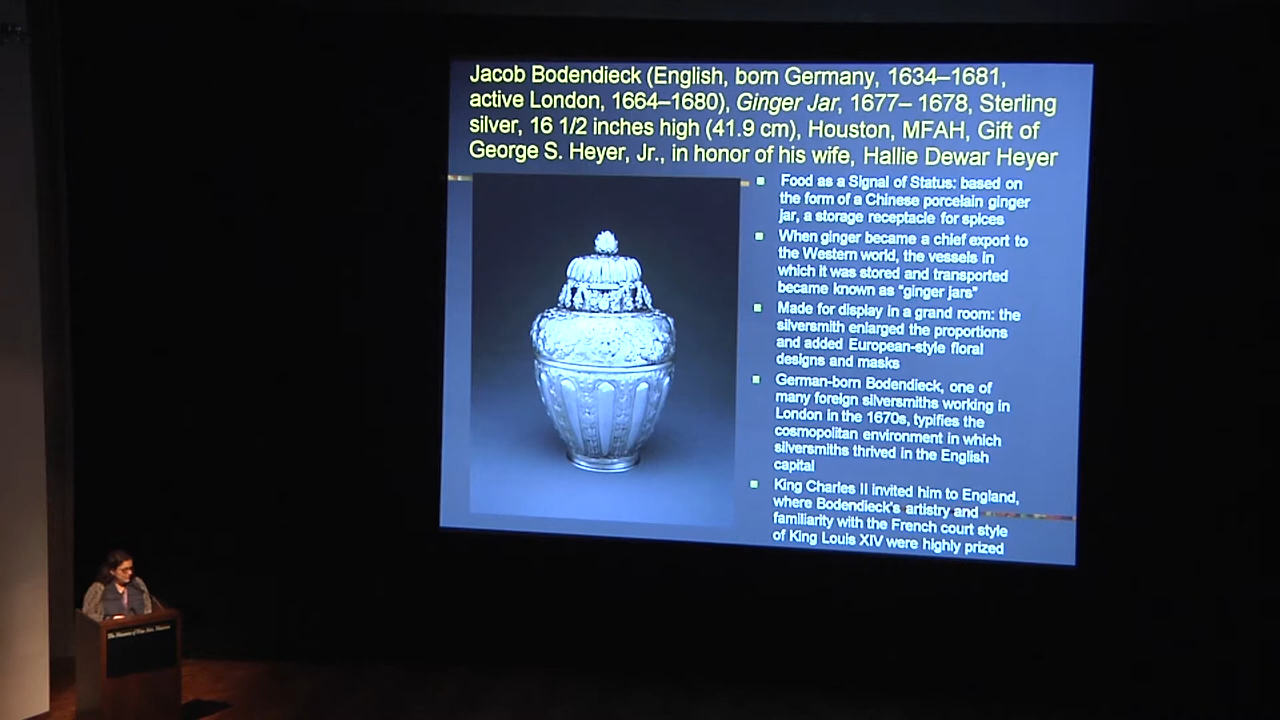 Jacob Bodendieck (English, born Germany, 1634–1681,
active London, 1664–1680), Ginger Jar, 1677– 1678, Sterling
silver, 16 1/2 inches high (41.9 cm), Houston, MFAH, Gift of
George S. Heyer, Jr., in honor of his wife, Hallie Dewar Heyer
Food as a Signal of Status: based on
the form of a Chinese porcelain ginger
jar, a storage receptacle for spices
When ginger became a chief export to
the Western world, the vessels in
which it was stored and transported
became known as “ginger jars”
Made for display in a grand room: the
silversmith enlarged the proportions
and added European-style floral
designs and masks
German-born Bodendieck, one of
many foreign silversmiths working in
London in the 1670s, typifies the
cosmopolitan environment in which
silversmiths thrived in the English
capital
King Charles II invited him to England,
where Bodendieck's artistry and
familiarity with the French court style
of King Louis XIV were highly prized
The Museum of Fine Arts, Houston